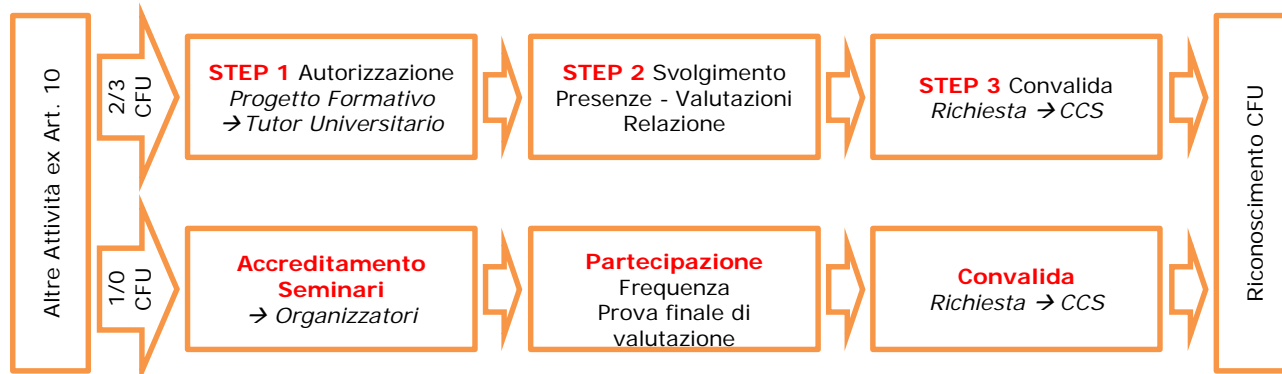 Altre Attività ex Art. 10
2/3
CFU
STEP 1 Autorizzazione
Progetto Formativo
→ Tutor Universitario
STEP 2 Svolgimento
Presenze - Valutazioni
Relazione
STEP 3 Convalida
Richiesta → CCS
1/0
CFU
Accreditamento
Seminari
→ Organizzatori
Partecipazione
Frequenza
Prova finale di
valutazione
Convalida
Richiesta → CCS
Riconoscimento CFU